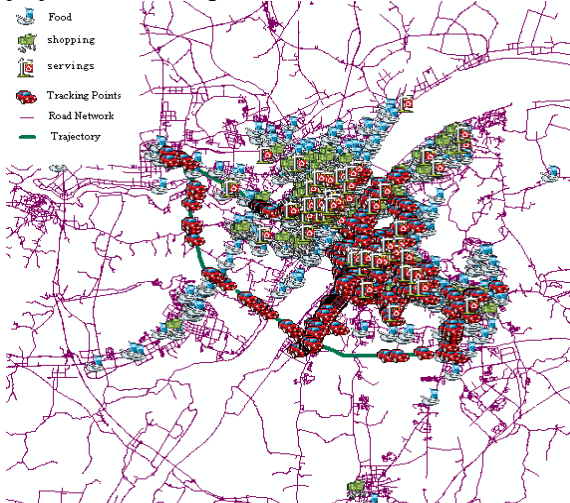 Food
shopping
servings
Tracking Points
Road Network
Trajectory